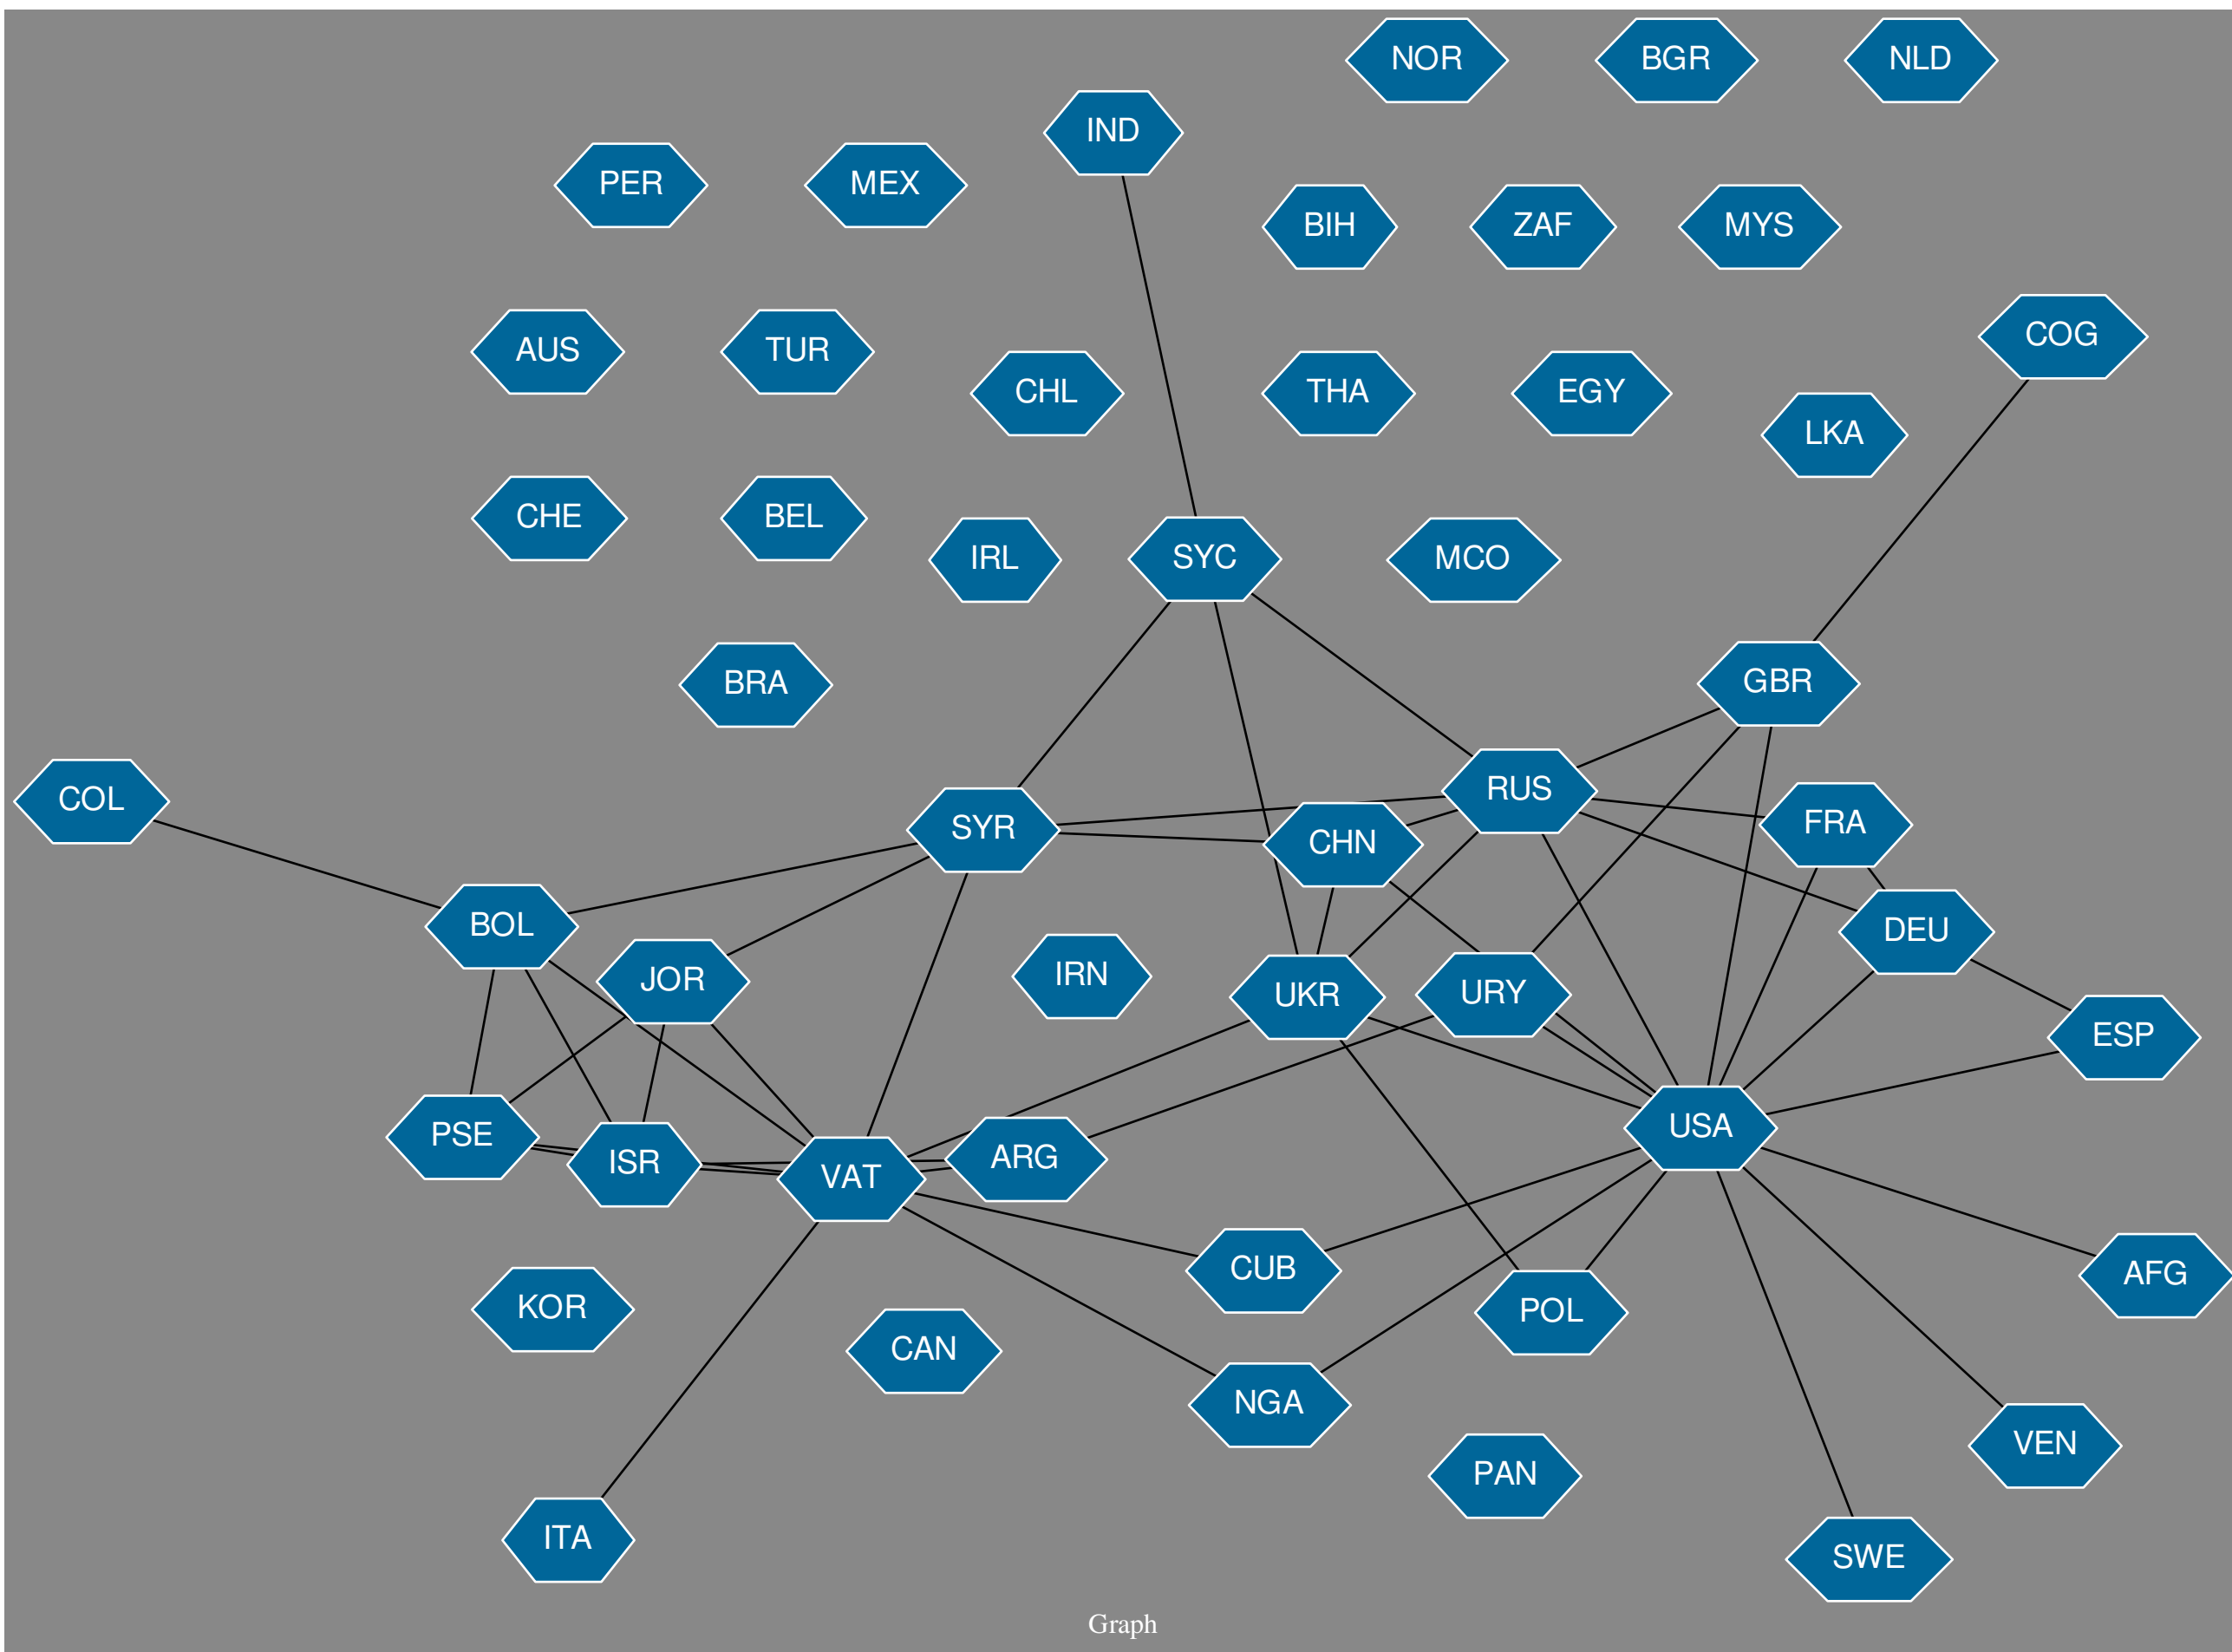 NOR
BGR
NLD
IND
PER
MEX
BIH
ZAF
MYS
COG
AUS
TUR
CHL
THA
EGY
LKA
CHE
BEL
IRL
SYC
MCO
BRA
GBR
COL
RUS
SYR
CHN
FRA
BOL
DEU
JOR
IRN
UKR
URY
ESP
PSE
ISR
VAT
ARG
USA
CUB
AFG
KOR
CAN
POL
NGA
VEN
PAN
ITA
SWE
Graph